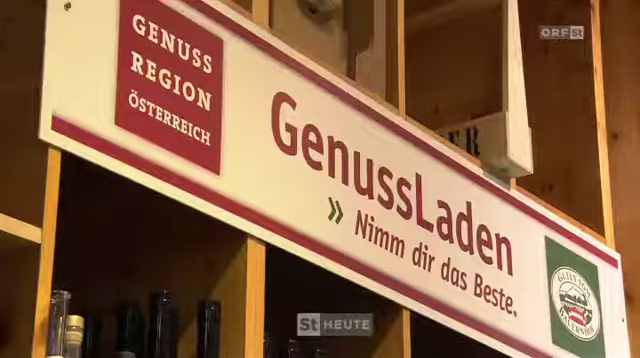 ORF St
GENUSS
REGION
ÖSTERREICH
GenussLaden
» Nimm dir das Beste.
St HEUTE